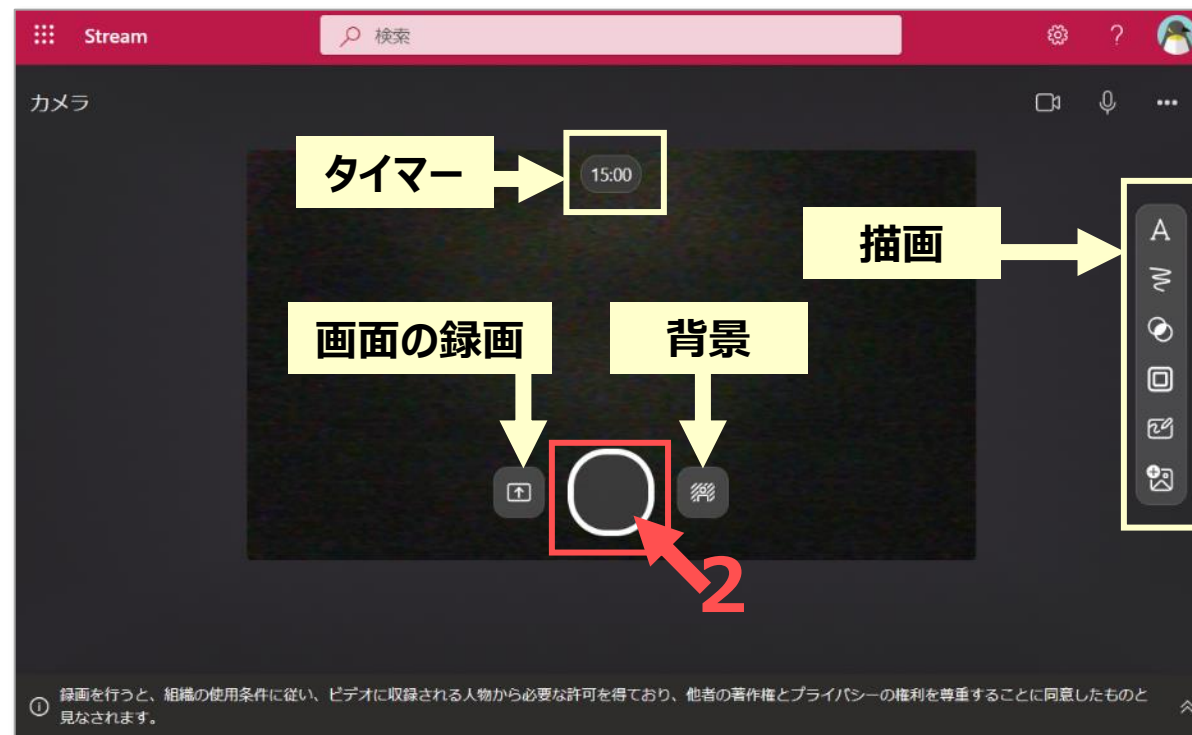 Stream
検索
?
カメラ
タイマー
15:00
描画
A
画面の録画
背景
2
録画を行うと、組織の使用条件に従い、ビデオに収録される人物から必要な許可を得ており、他者の著作権とプライバシーの権利を尊重することに同意したものと
見なされます。